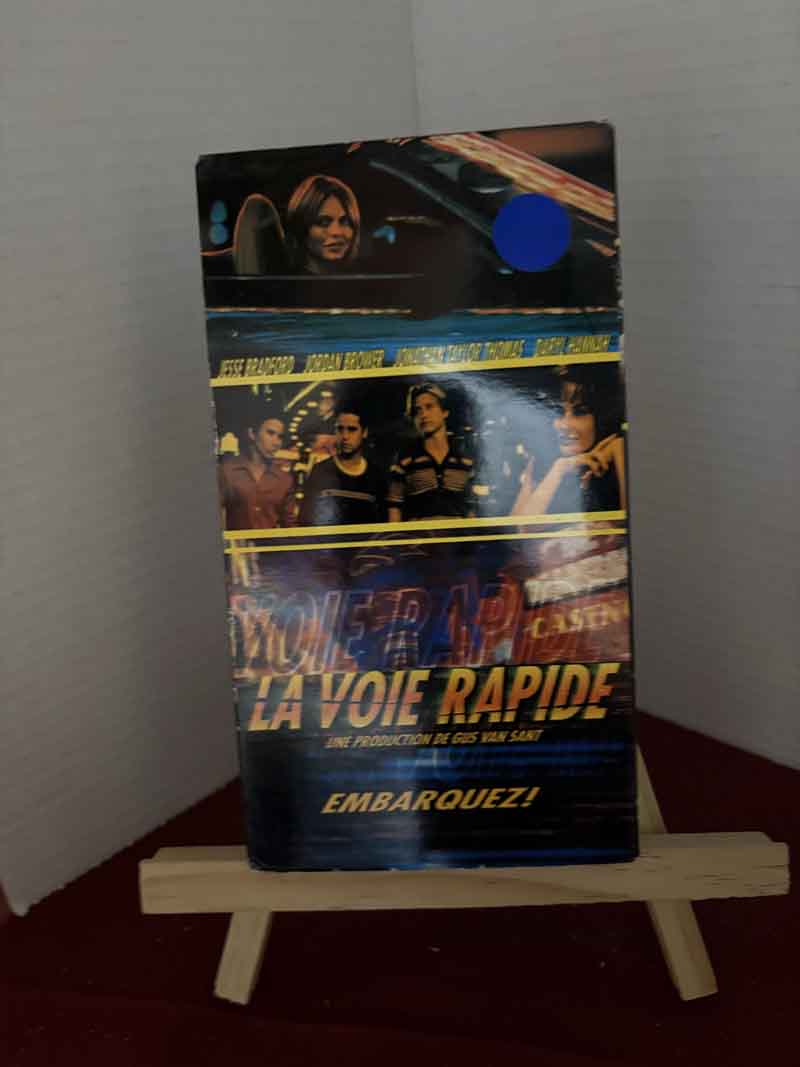 JESSE BRADFORD JORDAN BROWER JONATHAN TAYLOR THOMAS DARYL HANNAH
VOIE RAPIDE
CASINO
LA VOIE RAPIDE
UNE PRODUCTION DE GUS VAN SANT
EMBARQUEZ!